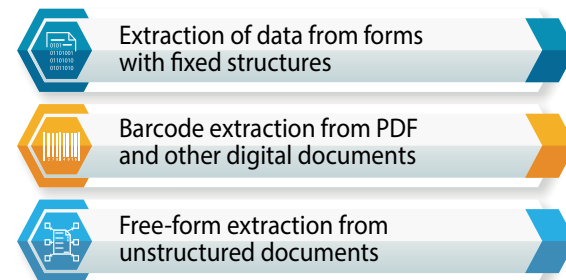 Extraction of data from forms
with fixed structures
Barcode extraction from PDF
and other digital documents
Free-form extraction from
unstructured documents